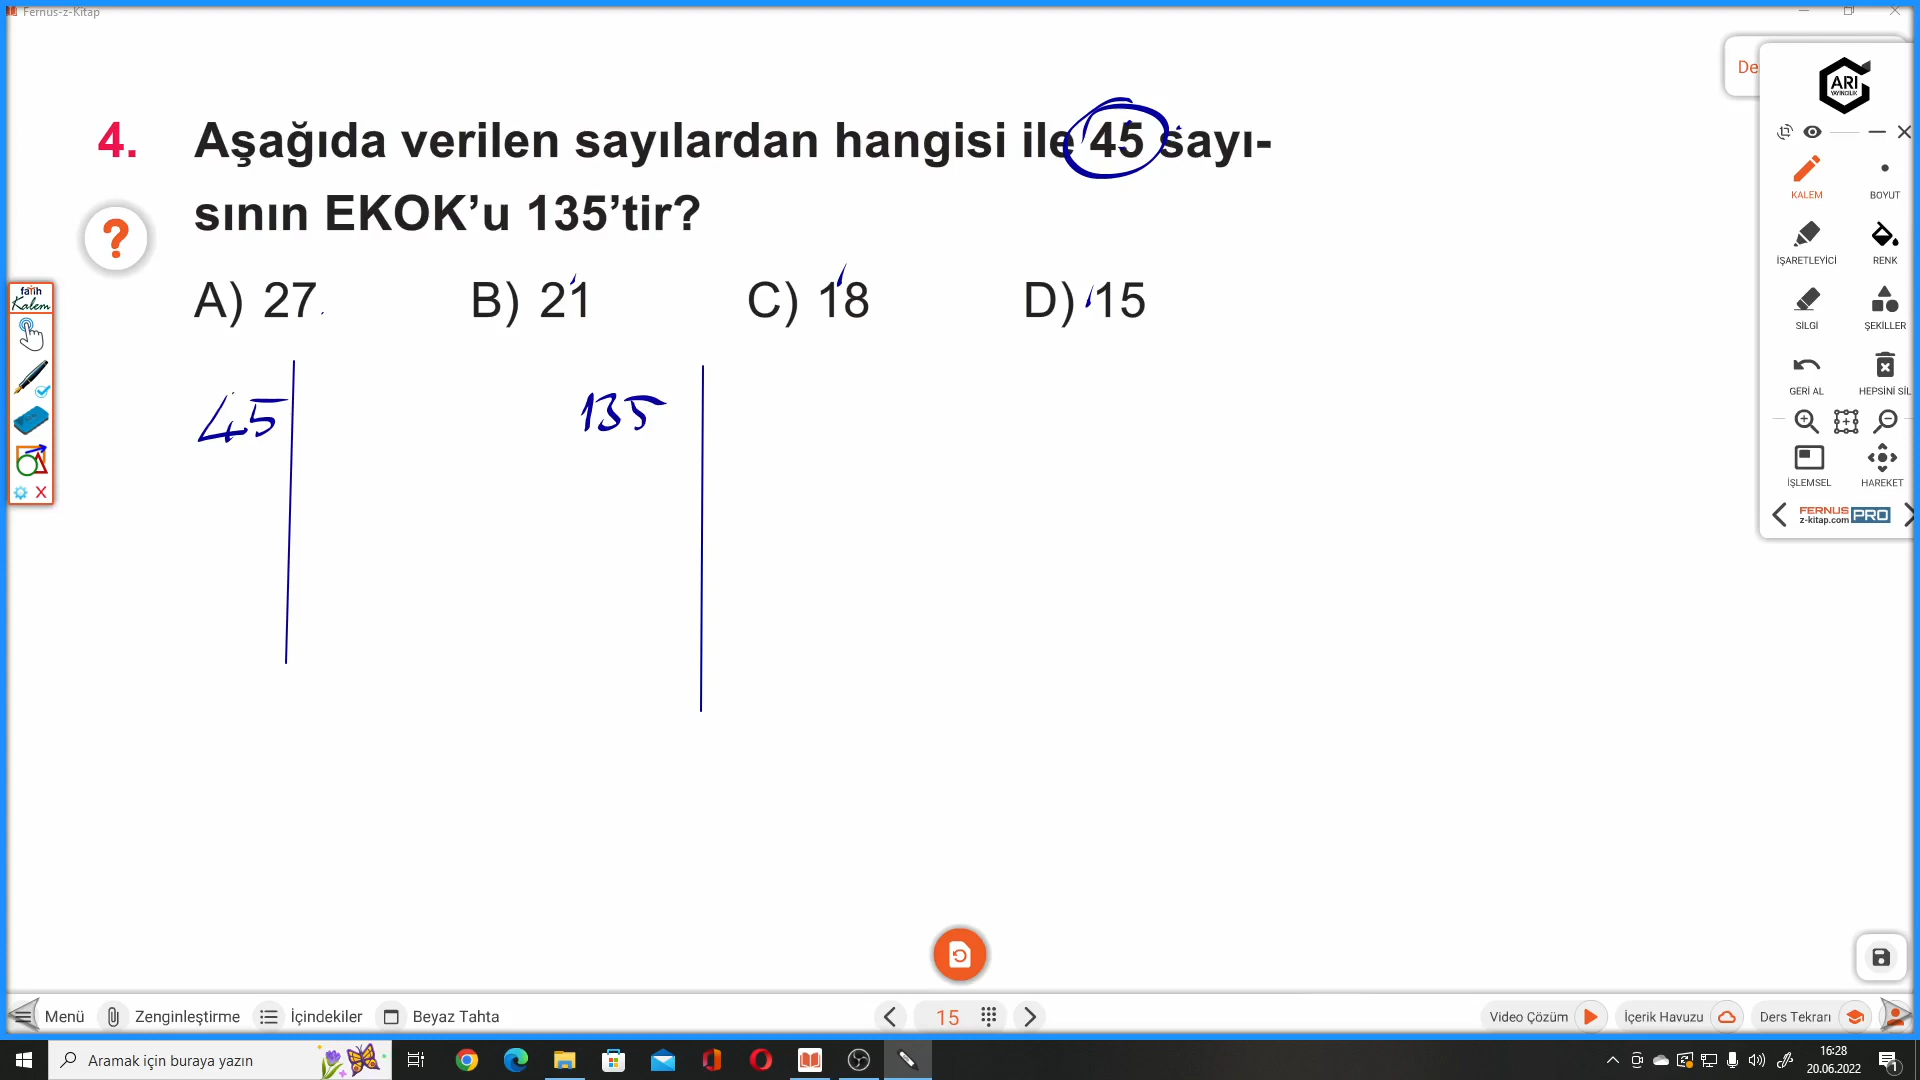 Fernus-z-Kitap
De
ARI
YAYINCILIK
4. Aşağıda verilen sayılardan hangisi ile 45 sayı-
sının EKOK’u 135’tir?
A) 27 B) 21 C) 18 D) 15
45 135
fatih
Kalem
KALEM BOYUT
İŞARETLEYİCİ RENK
SİLGİ ŞEKİLLER
GERİ AL HEPSİNİ SİL
İŞLEMSEL HAREKET
FERNUS
z-kitap.com PRO
Menü Zenginleştirme İçindekiler Beyaz Tahta 15 Video Çözüm İçerik Havuzu Ders Tekrarı
Aramak için buraya yazın
16:28
20.06.2022
1